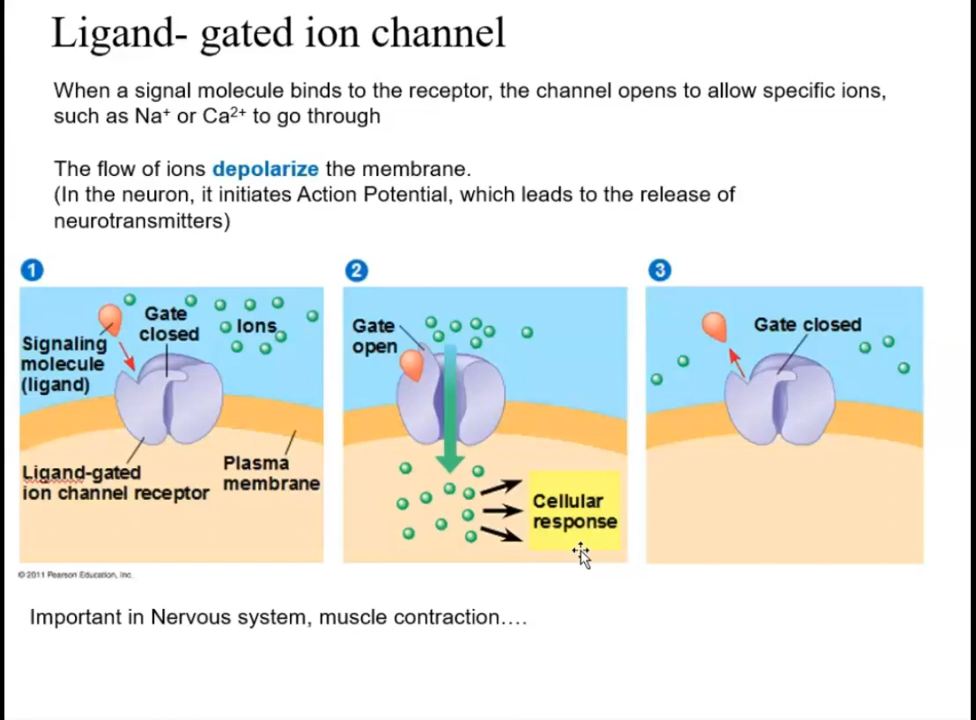 Ligand- gated ion channel
When a signal molecule binds to the receptor, the channel opens to allow specific ions,
such as Na⁺ or Ca²⁺ to go through
The flow of ions depolarize the membrane.
(In the neuron, it initiates Action Potential, which leads to the release of
neurotransmitters)
1
Gate
closed
Ions
Signaling
molecule
(ligand)
Ligand-gated
ion channel receptor
Plasma
membrane
2
Gate
open
Cellular
response
3
Gate closed
© 2011 Pearson Education, Inc.
Important in Nervous system, muscle contraction….